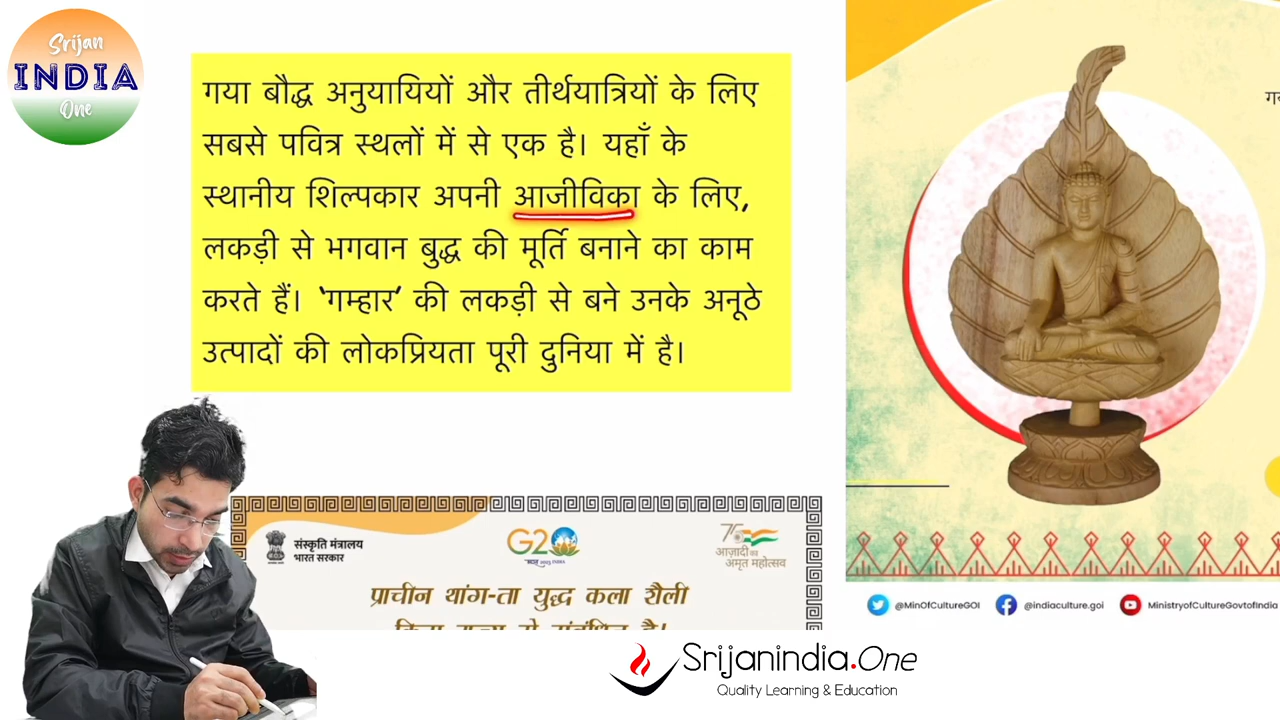 Srijan
INDIA
One
गया बौद्ध अनुयायियों और तीर्थयात्रियों के लिए
सबसे पवित्र स्थलों में से एक है। यहाँ के
स्थानीय शिल्पकार अपनी आजीविका के लिए,
लकड़ी से भगवान बुद्ध की मूर्ति बनाने का काम
करते हैं। 'गम्हार' की लकड़ी से बने उनके अनूठे
उत्पादों की लोकप्रियता पूरी दुनिया में है।
संस्कृति मंत्रालय
भारत सरकार
G20
आज़ादी का
अमृत महोत्सव
प्राचीन थांग-ता युद्ध कला शैली
@MinOfCultureGOI
@indiaculture.goi
MinistryofCultureGovtofIndia
Srijanindia.One
Quality Learning & Education